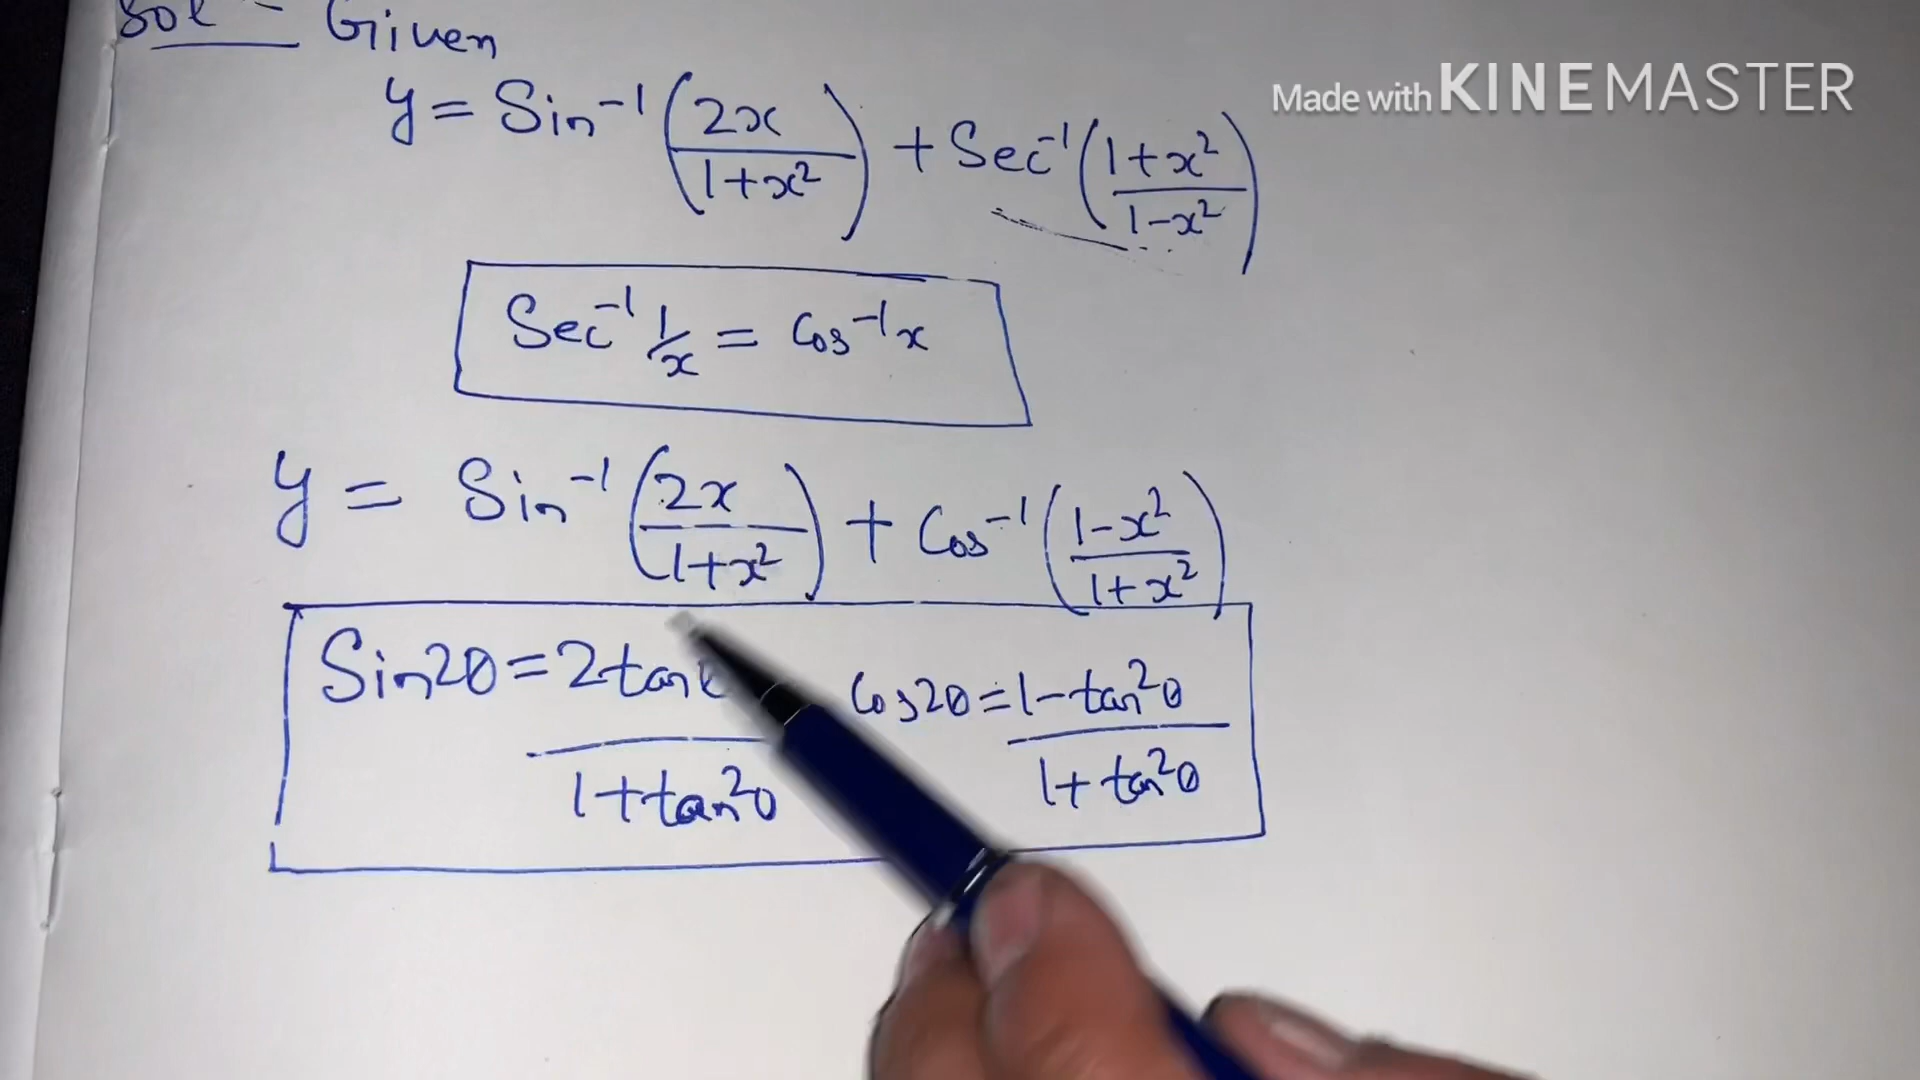 Sol - Given
Made with KINEMASTER
y = Sin⁻¹(2x/1+x²) + Sec⁻¹(1+x²/1-x²)
Sec⁻¹ 1/x = Cos⁻¹x
y = Sin⁻¹(2x/1+x²) + Cos⁻¹(1-x²/1+x²)
Sin2θ = 2tan /1+tan²θ Cos2θ = 1-tan²θ/1+tan²θ